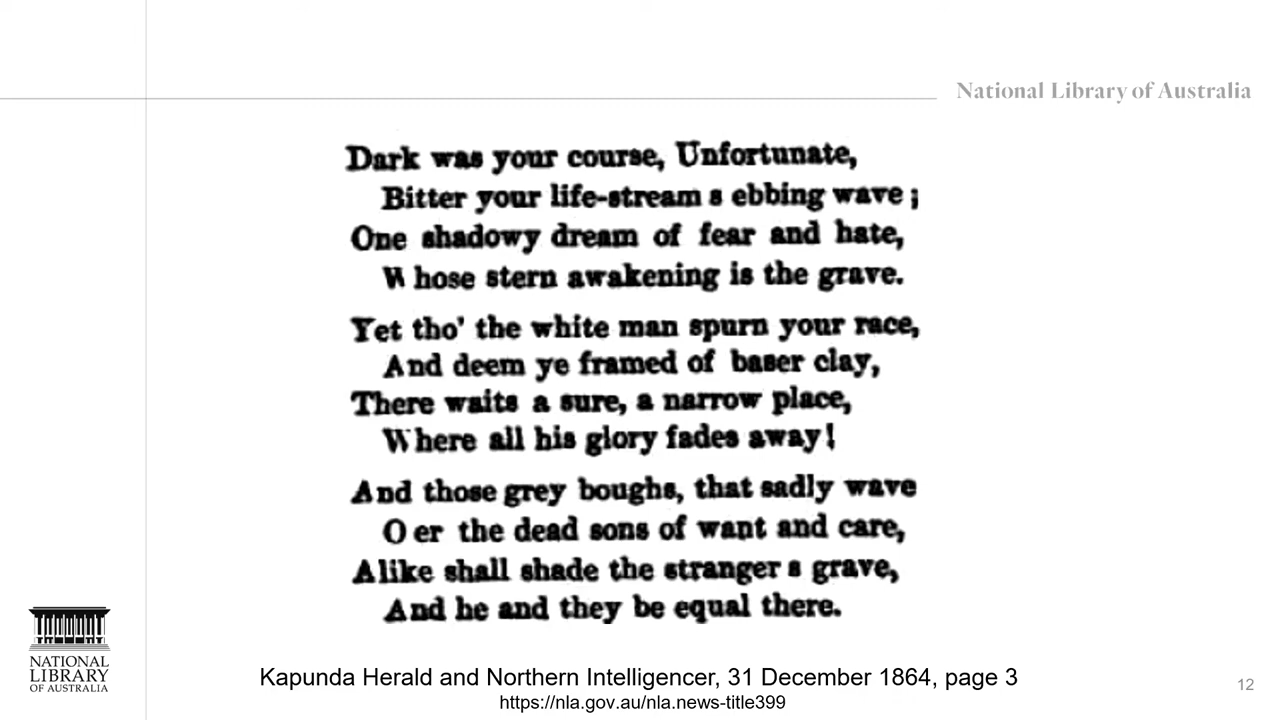 National Library of Australia
Dark was your course, Unfortunate,
Bitter your life-stream s ebbing wave ;
One shadowy dream of fear and hate,
W hose stern awakening is the grave.
Yet tho' the white man spurn your race,
And deem ye framed of baser clay,
There waits a sure, a narrow place,
Where all his glory fades away!
And those grey boughs, that sadly wave
O er the dead sons of want and care,
Alike shall shade the stranger s grave,
And he and they be equal there.
NATIONAL
LIBRARY
OF AUSTRALIA
Kapunda Herald and Northern Intelligencer, 31 December 1864, page 3
https://nla.gov.au/nla.news-title399
12